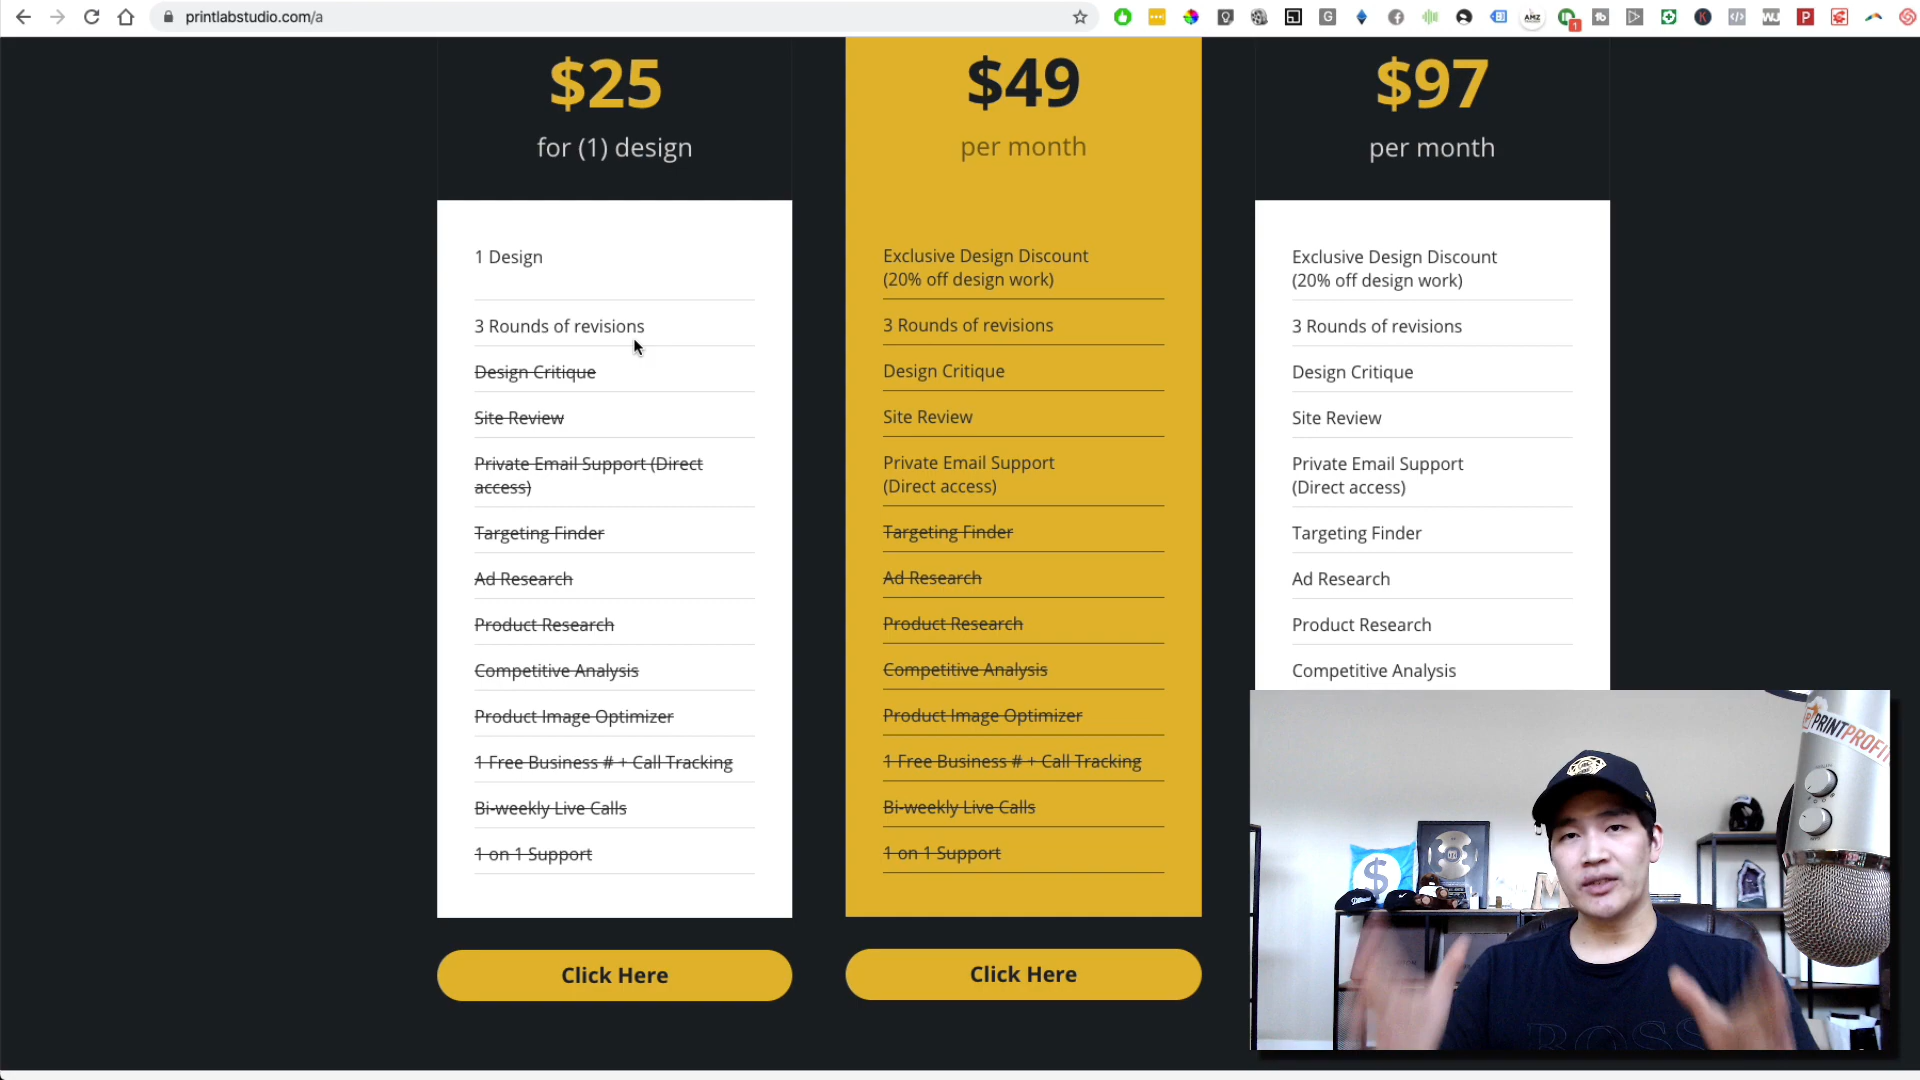 printlabstudio.com/a
$25
for (1) design
1 Design
3 Rounds of revisions
Design Critique
Site Review
Private Email Support (Direct
access)
Targeting Finder
Ad Research
Product Research
Competitive Analysis
Product Image Optimizer
1 Free Business # + Call Tracking
Bi-weekly Live Calls
1 on 1 Support
Click Here
$49
per month
Exclusive Design Discount
(20% off design work)
3 Rounds of revisions
Design Critique
Site Review
Private Email Support
(Direct access)
Targeting Finder
Ad Research
Product Research
Competitive Analysis
Product Image Optimizer
1 Free Business # + Call Tracking
Bi-weekly Live Calls
1 on 1 Support
Click Here
$97
per month
Exclusive Design Discount
(20% off design work)
3 Rounds of revisions
Design Critique
Site Review
Private Email Support
(Direct access)
Targeting Finder
Ad Research
Product Research
Competitive Analysis
PRINTPROFI
$
BOSS